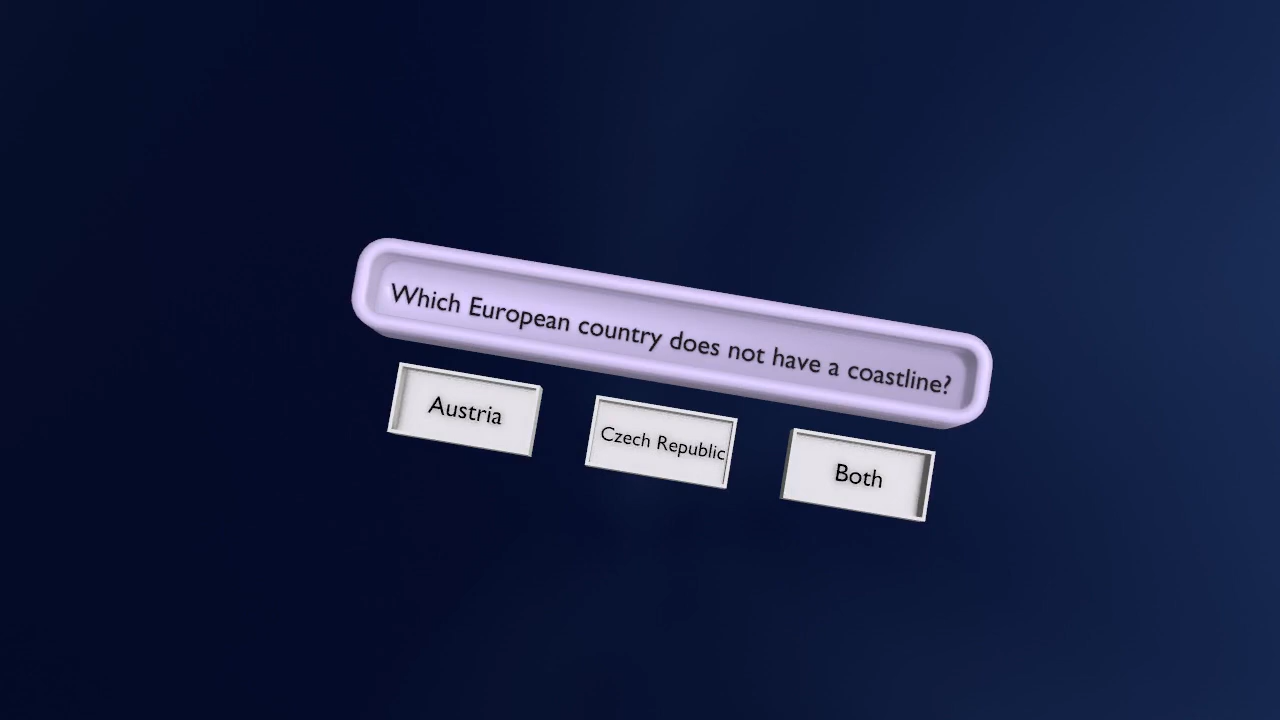 Which European country does not have a coastline?
Austria
Czech Republic
Both